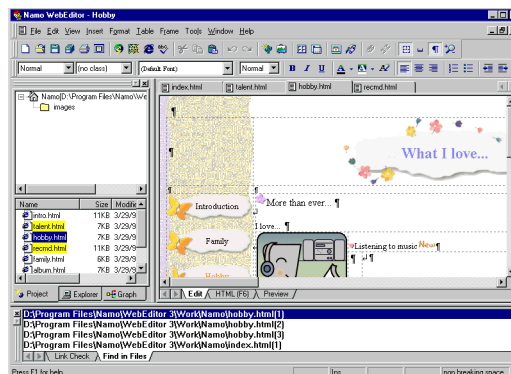 Namo WebEditor - Hobby
File Edit View Insert Format Table Frame Tools Window Help
Normal (no class) (Default Font) Normal B I U A A
index.html talent.html hobby.html recmd.html
Namo[D:\Program Files\Namo\We
images
What I love...
Introduction
More than ever...
Family
I love...
Listening to music New
Hobby
Name Size Modifie
intro.html 11KB 3/29/9
talent.html 7KB 3/29/9
hobby.html 7KB 3/29/9
recmd.html 11KB 3/29/9
family.html 6KB 3/29/9
album.html 7KB 3/29/9
Project Explorer Graph
Edit HTML (F6) Preview
D:\Program Files\Namo\WebEditor 3\Work\Namo\hobby.html(1)
D:\Program Files\Namo\WebEditor 3\Work\Namo\hobby.html(2)
D:\Program Files\Namo\WebEditor 3\Work\Namo\hobby.html(3)
D:\Program Files\Namo\WebEditor 3\Work\Namo\index.html(1)
Link Check Find in Files
Press F1 for help Ins non breaking space